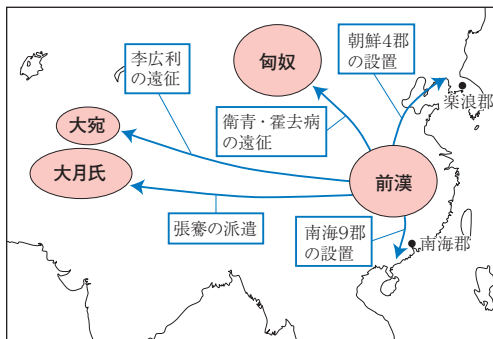 李広利
の遠征
匈奴
朝鮮4郡
の設置
楽浪郡
大宛
衛青・霍去病
の遠征
大月氏
前漢
張騫の派遣
南海9郡
の設置
南海郡